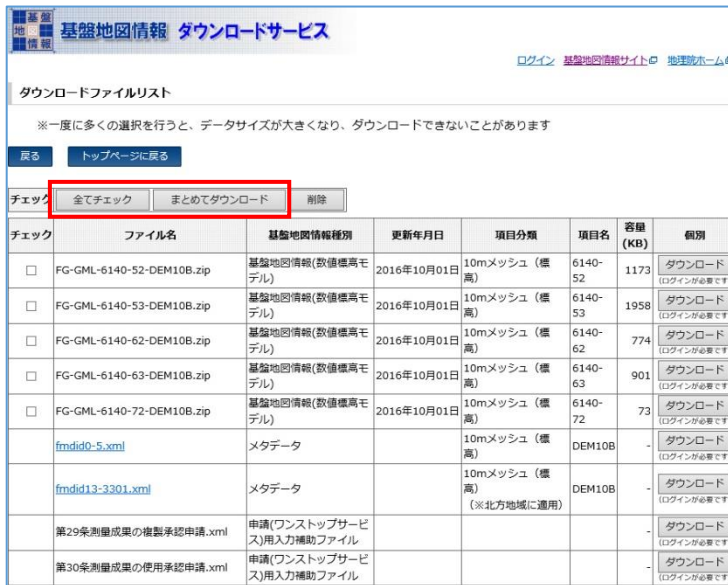 基盤
地図
情報
基盤地図情報 ダウンロードサービス
ログイン 基盤地図情報サイト 地理院ホーム
ダウンロードファイルリスト
※一度に多くの選択を行うと、データサイズが大きくなり、ダウンロードできないことがあります
戻る トップページに戻る
チェック 全てチェック まとめてダウンロード 削除
チェック ファイル名 基盤地図情報種別 更新年月日 項目分類 項目名 容量(KB) 個別
FG-GML-6140-52-DEM10B.zip 基盤地図情報(数値標高モデル) 2016年10月01日 10mメッシュ（標高） 6140-52 1173 ダウンロード
(ログインが必要です
FG-GML-6140-53-DEM10B.zip 基盤地図情報(数値標高モデル) 2016年10月01日 10mメッシュ（標高） 6140-53 1958 ダウンロード
(ログインが必要です
FG-GML-6140-62-DEM10B.zip 基盤地図情報(数値標高モデル) 2016年10月01日 10mメッシュ（標高） 6140-62 774 ダウンロード
(ログインが必要です
FG-GML-6140-63-DEM10B.zip 基盤地図情報(数値標高モデル) 2016年10月01日 10mメッシュ（標高） 6140-63 901 ダウンロード
(ログインが必要です
FG-GML-6140-72-DEM10B.zip 基盤地図情報(数値標高モデル) 2016年10月01日 10mメッシュ（標高） 6140-72 73 ダウンロード
(ログインが必要です
fmdid0-5.xml メタデータ 10mメッシュ（標高） DEM10B - ダウンロード
(ログインが必要です
fmdid13-3301.xml メタデータ 10mメッシュ（標高）（※北方地域に適用） DEM10B - ダウンロード
(ログインが必要です
第29条測量成果の複製承認申請.xml 申請(ワンストップサービス)用入力補助ファイル - ダウンロード
(ログインが必要です
第30条測量成果の使用承認申請.xml 申請(ワンストップサービス)用入力補助ファイル - ダウンロード
(ログインが必要です